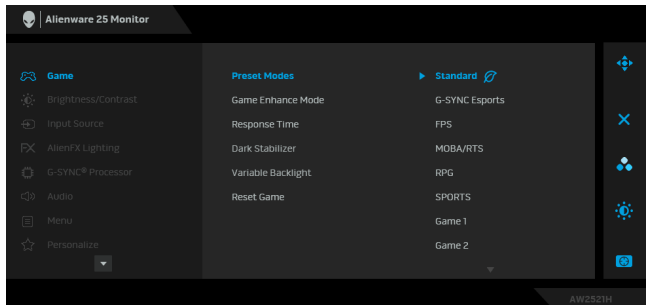 Alienware 25 Monitor
Game
Preset Modes
Standard
Brightness/Contrast
Game Enhance Mode
G-SYNC Esports
Input Source
Response Time
FPS
FX
AlienFX Lighting
Dark Stabilizer
MOBA/RTS
G-SYNC® Processor
Variable Backlight
RPG
Audio
Reset Game
SPORTS
Menu
Game 1
Personalize
Game 2
AW2521H